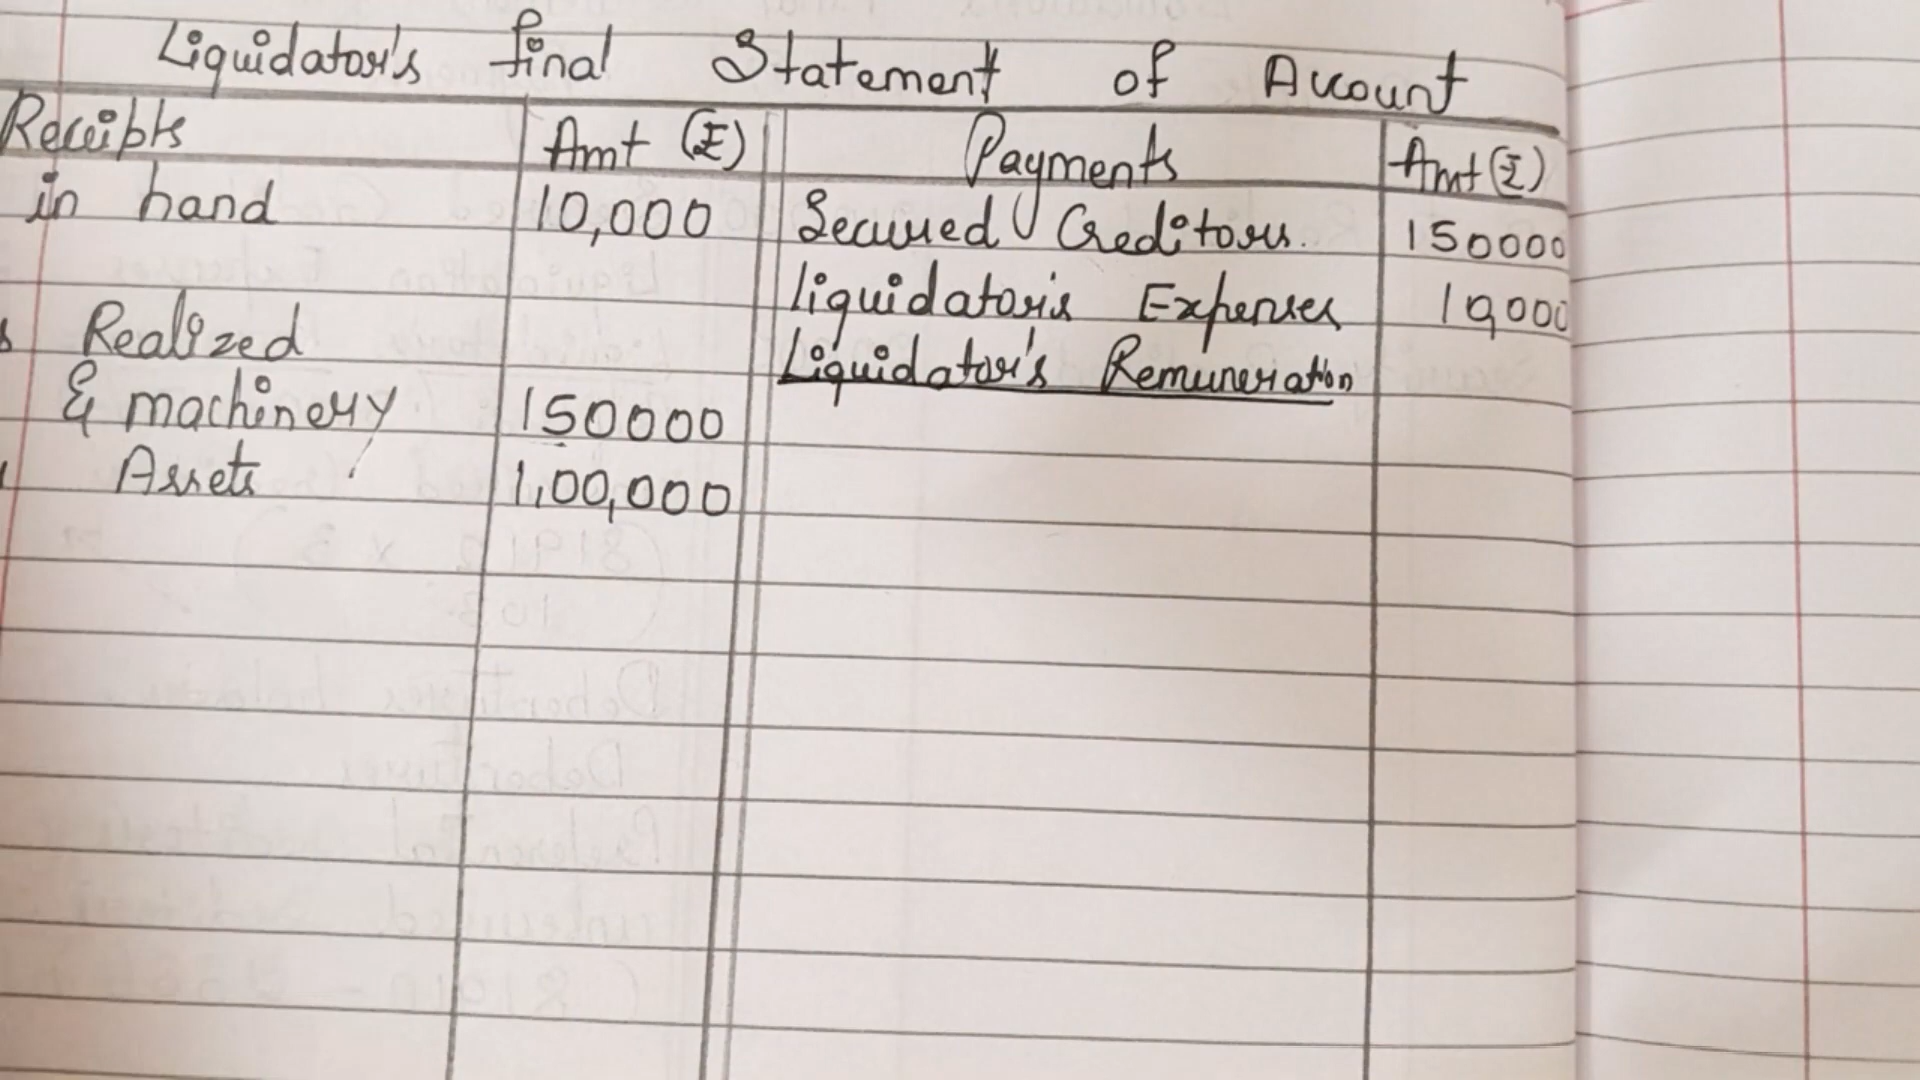 Liquidator's final Statement of Account
Receipts Amt (₹) Payments Amt (₹)
in hand 10,000 Secured Creditors. 150000
liquidator's Expenses
Realized
Liquidator's Remuneration
& machinery 150000
Assets 1,00,000